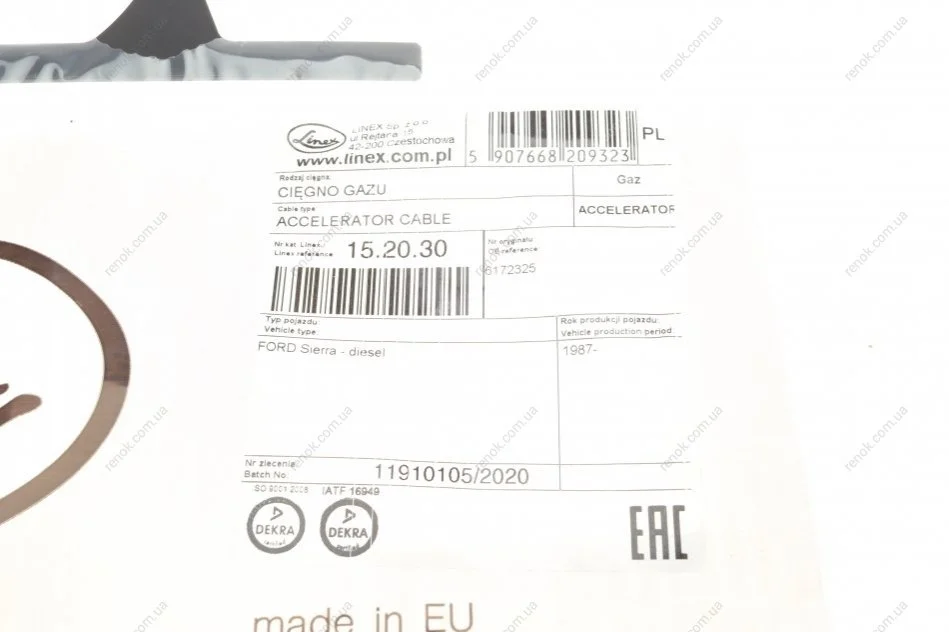 Linex
LINEX Sp. z o.o.
ul Rejtana 16
42-200 Częstochowa
www.linex.com.pl
5 907668 209323
PL
Rodzaj cięgna:
CIĘGNO GAZU
Gaz
Cable type
ACCELERATOR CABLE
ACCELERATOR
Nr kat. Linex /
Linex reference
15.20.30
Nr oryginału
OE reference
6172325
Typ pojazdu:
Vehicle type:
Rok produkcji pojazdu:
Vehicle production period:
FORD Sierra - diesel
1987-
Nr zlecenia
Batch No.
11910105/2020
ISO 9001:2008 IATF 16949
DEKRA
DEKRA
EAC
made in EU
renok.com.ua